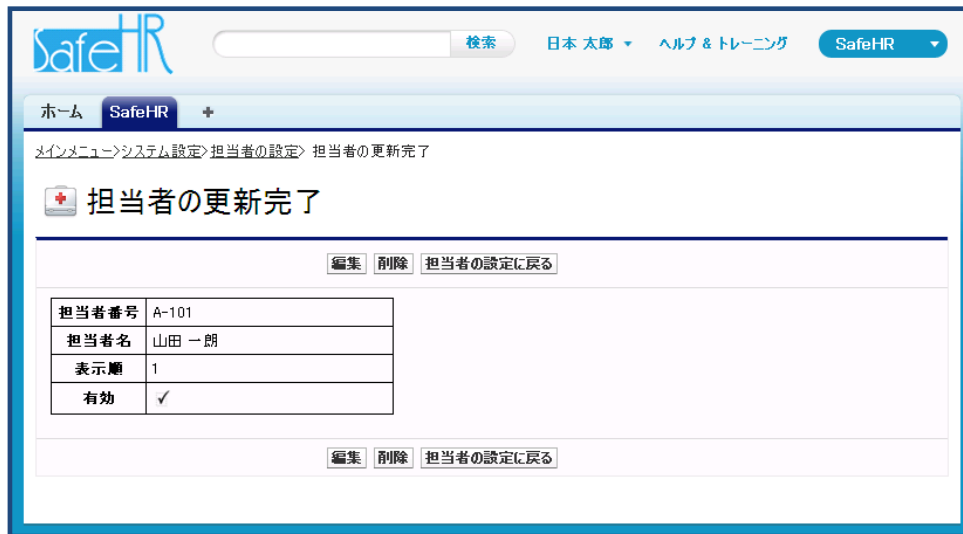 SafeHR 検索 日本 太郎 ヘルプ & トレーニング SafeHR
ホーム SafeHR +
メインメニュー>システム設定>担当者の設定> 担当者の更新完了
担当者の更新完了
編集 削除 担当者の設定に戻る
担当者番号 A-101
担当者名 山田 一朗
表示順 1
有効 ✓
編集 削除 担当者の設定に戻る